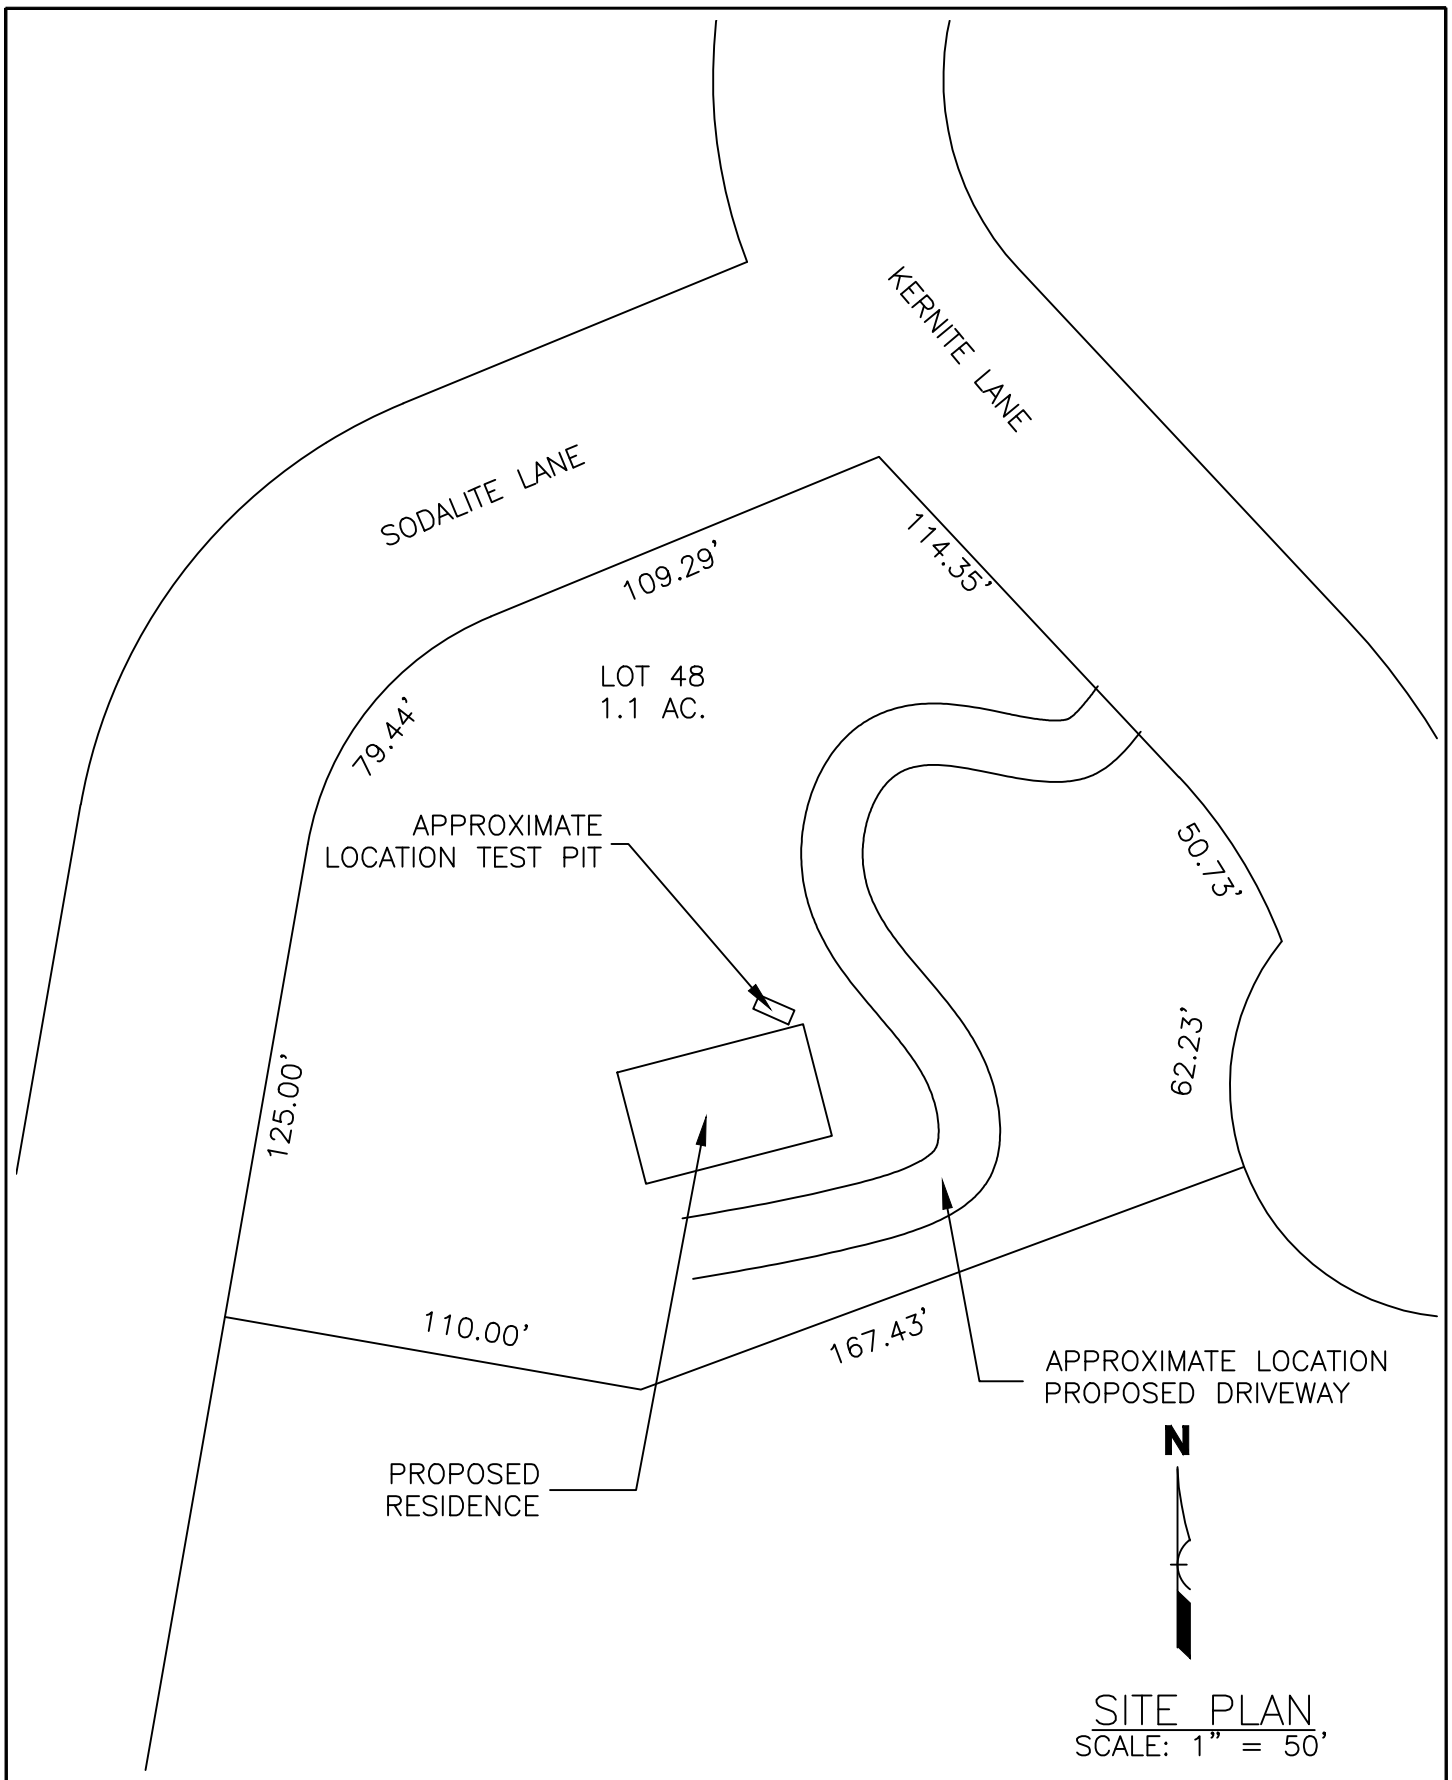 KERNITE LANE
SODALITE LANE
109.29'
114.35'
LOT 48
1.1 AC.
79.44'
APPROXIMATE
LOCATION TEST PIT
50.73'
62.23'
125.00'
110.00'
167.43'
APPROXIMATE LOCATION
PROPOSED DRIVEWAY
N
PROPOSED
RESIDENCE
SITE PLAN
SCALE: 1" = 50'